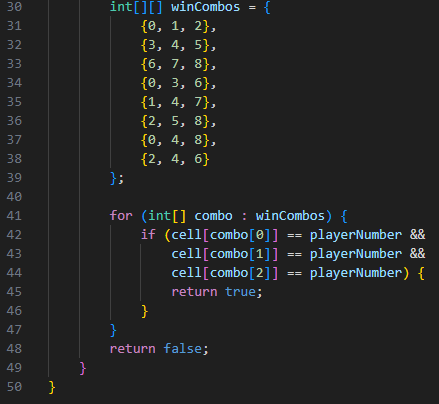 30 int[][] winCombos = {
31 {0, 1, 2},
32 {3, 4, 5},
33 {6, 7, 8},
34 {0, 3, 6},
35 {1, 4, 7},
36 {2, 5, 8},
37 {0, 4, 8},
38 {2, 4, 6}
39 };
40
41 for (int[] combo : winCombos) {
42 if (cell[combo[0]] == playerNumber &&
43 cell[combo[1]] == playerNumber &&
44 cell[combo[2]] == playerNumber) {
45 return true;
46 }
47 }
48 return false;
49 }
50 }